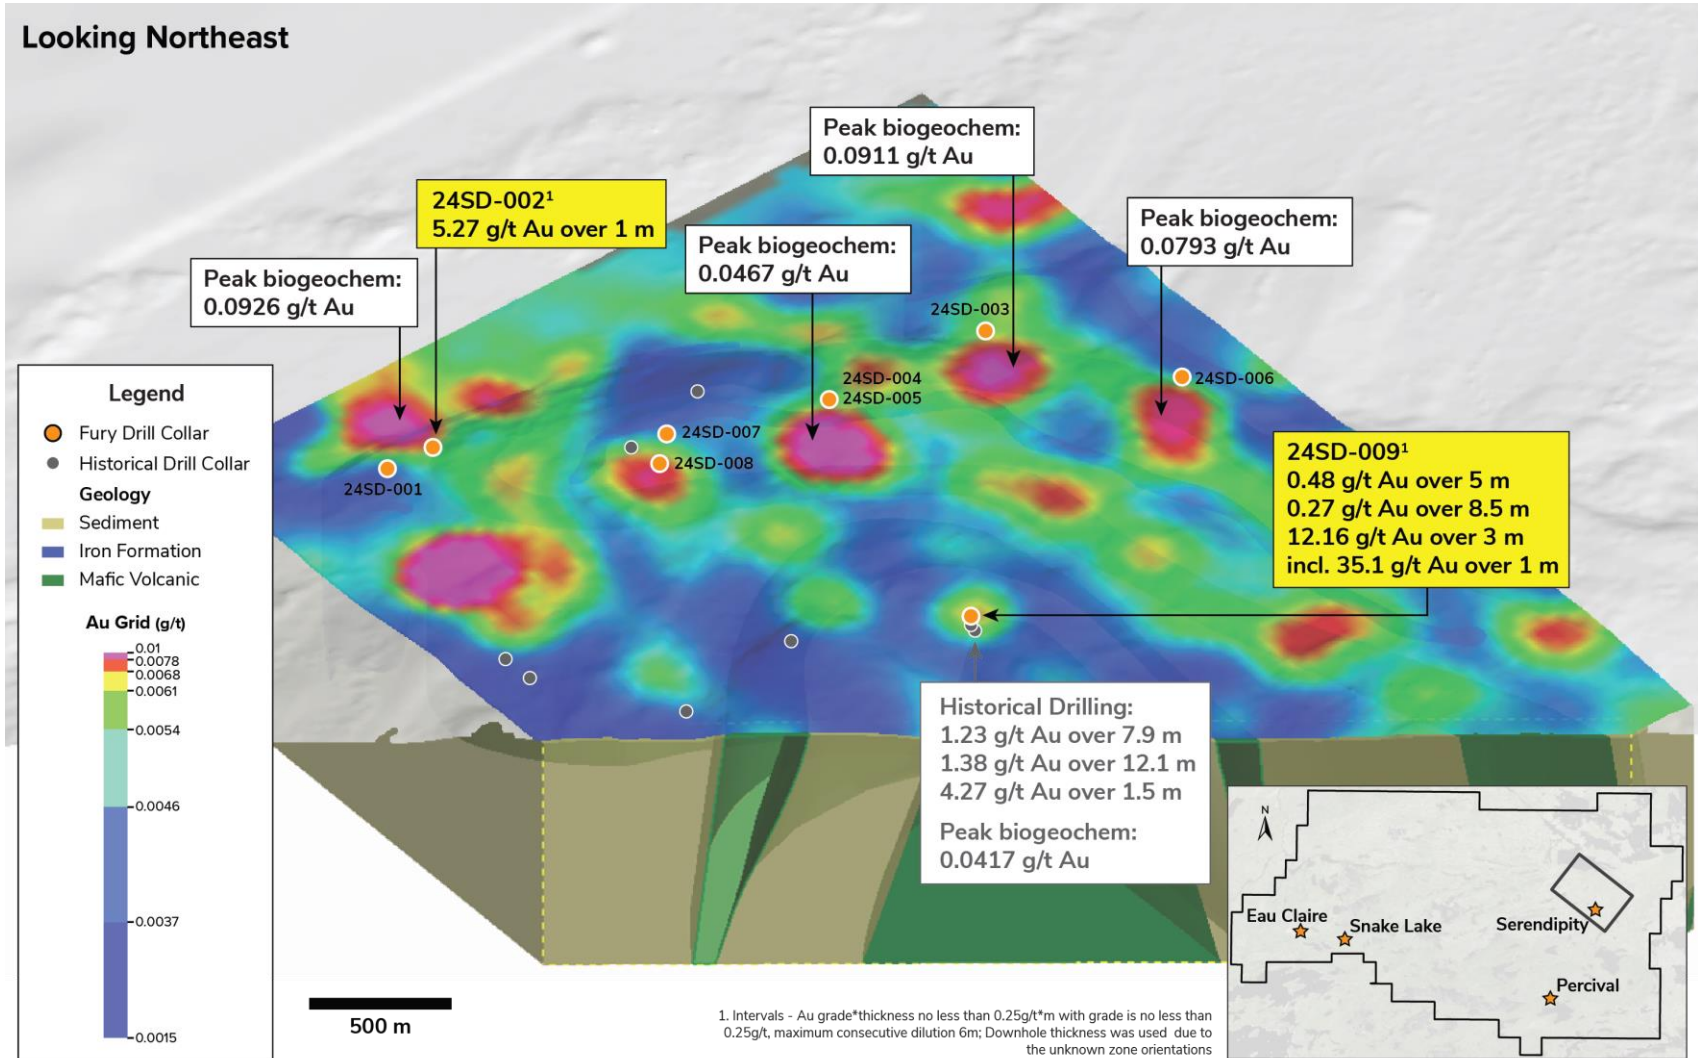 Looking Northeast
Peak biogeochem:
0.0911 g/t Au
24SD-002¹
5.27 g/t Au over 1 m
Peak biogeochem:
0.0467 g/t Au
Peak biogeochem:
0.0793 g/t Au
Peak biogeochem:
0.0926 g/t Au
24SD-003
24SD-004
24SD-005
24SD-006
24SD-007
24SD-008
24SD-001
24SD-009¹
0.48 g/t Au over 5 m
0.27 g/t Au over 8.5 m
12.16 g/t Au over 3 m
incl. 35.1 g/t Au over 1 m
Legend
Fury Drill Collar
Historical Drill Collar
Geology
Sediment
Iron Formation
Mafic Volcanic
Au Grid (g/t)
0.01
0.0078
0.0068
0.0061
0.0054
0.0046
0.0037
0.0015
Historical Drilling:
1.23 g/t Au over 7.9 m
1.38 g/t Au over 12.1 m
4.27 g/t Au over 1.5 m
Peak biogeochem:
0.0417 g/t Au
N
Eau Claire
Snake Lake
Serendipity
Percival
500 m
1. Intervals - Au grade*thickness no less than 0.25g/t*m with grade is no less than
0.25g/t, maximum consecutive dilution 6m; Downhole thickness was used due to
the unknown zone orientations